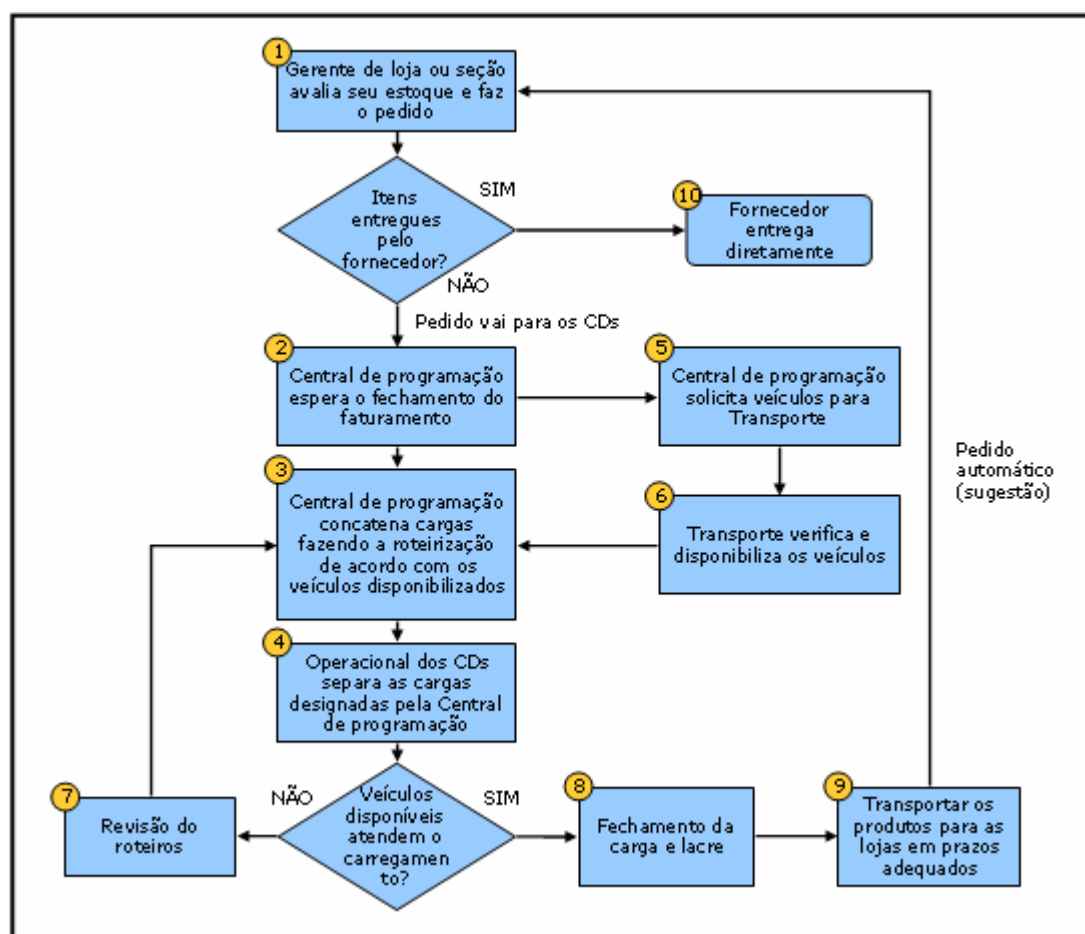 1
Gerente de loja ou seção
avalia seu estoque e faz
o pedido
Itens
entregues
pelo
fornecedor?
SIM
10
Fornecedor
entrega
diretamente
NÃO
Pedido vai para os CDs
2
Central de programação
espera o fechamento do
faturamento
5
Central de programação
solicita veículos para
Transporte
Pedido
automático
(sugestão)
3
Central de programação
concatena cargas
fazendo a roteirização
de acordo com os
veículos disponibilizados
6
Transporte verifica e
disponibiliza os veículos
4
Operacional dos CDs
separa as cargas
designadas pela Central
de programação
Veículos
disponíveis
atendem o
carregamen
to?
NÃO
SIM
7
Revisão do
roteiros
8
Fechamento da
carga e lacre
9
Transportar os
produtos para as
lojas em prazos
adequados